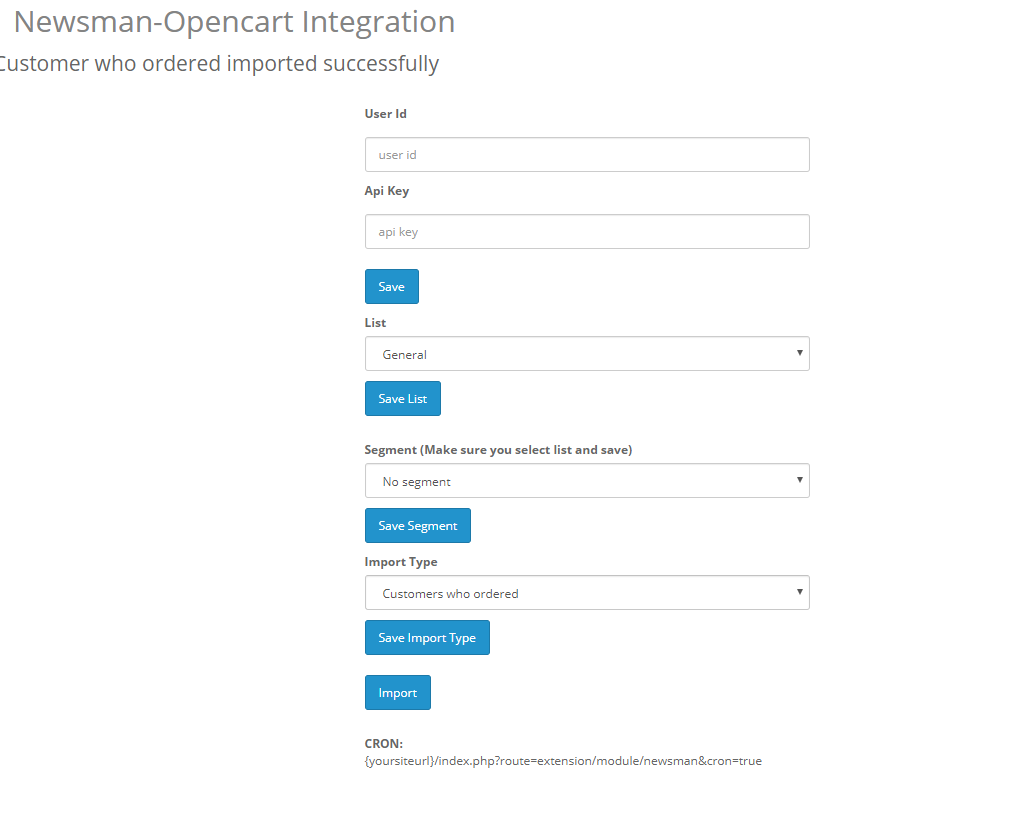 Newsman-Opencart Integration
Customer who ordered imported successfully
User Id
user id
Api Key
api key
Save
List
General
Save List
Segment (Make sure you select list and save)
No segment
Save Segment
Import Type
Customers who ordered
Save Import Type
Import
CRON:
{yoursiteurl}/index.php?route=extension/module/newsman&cron=true